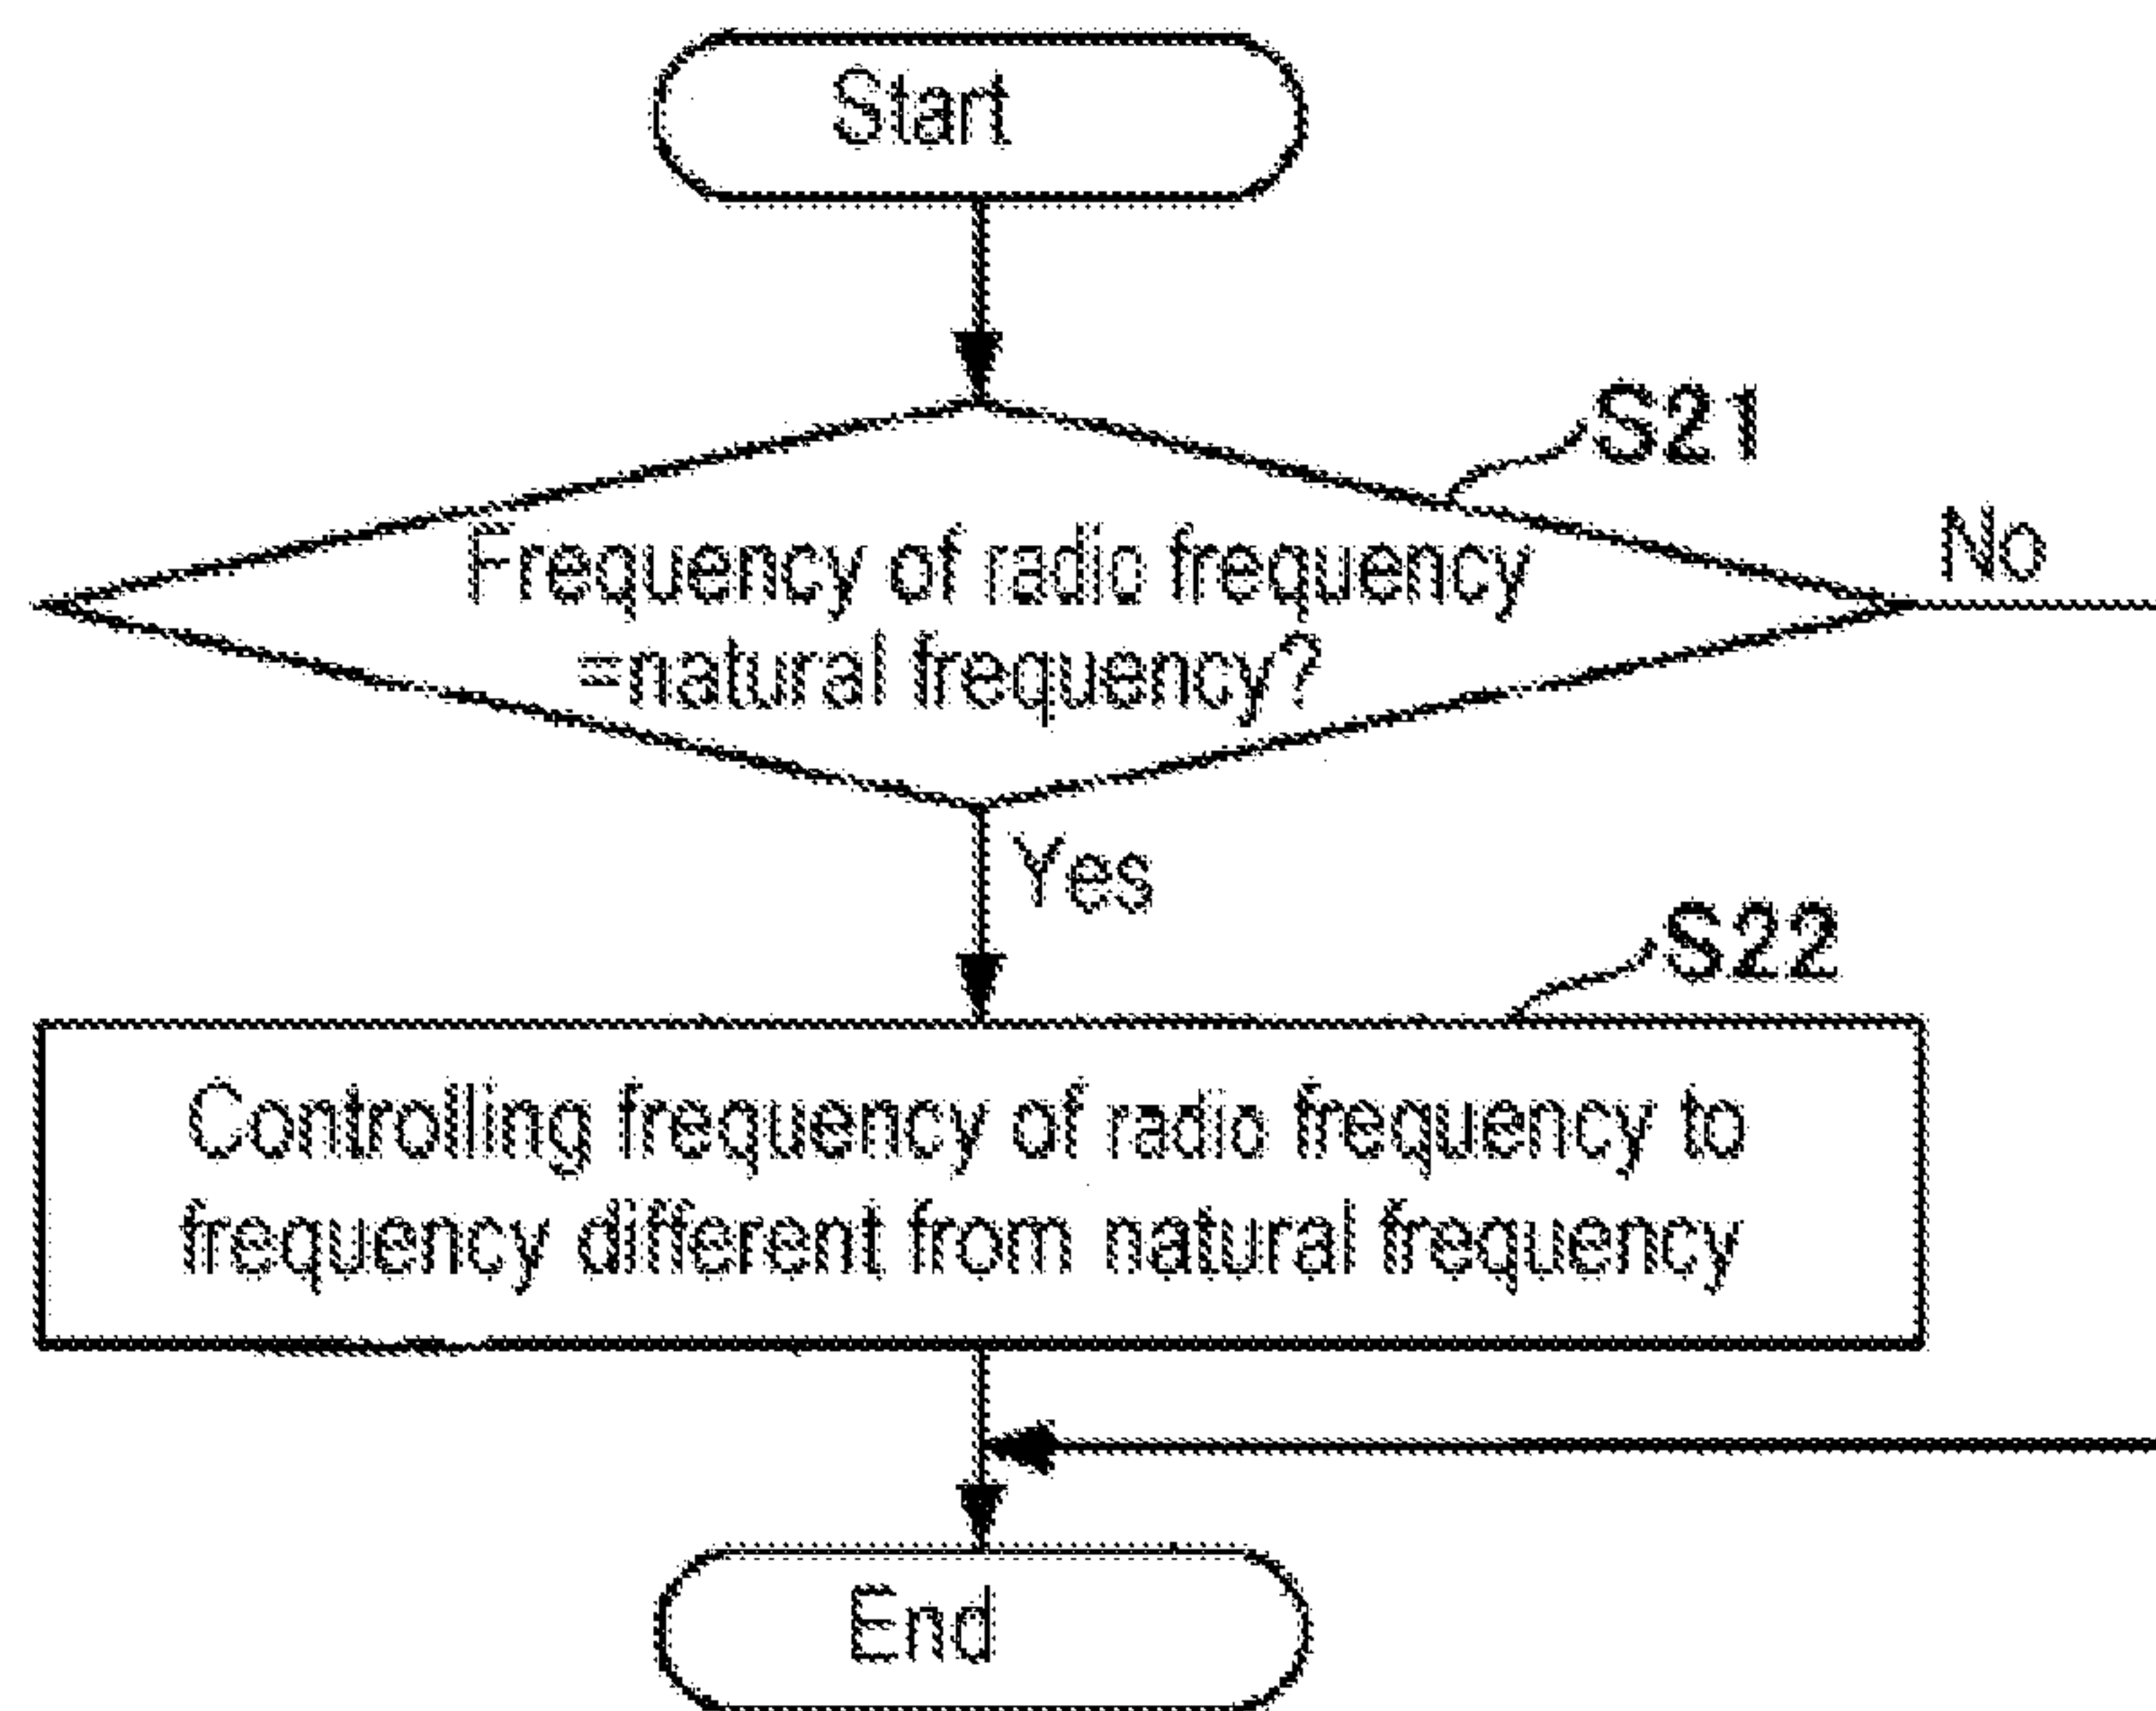 Start
S21
Frequency of radio frequency
=natural frequency?
No
Yes
S22
Controlling frequency of radio frequency to
frequency different from natural frequency
End